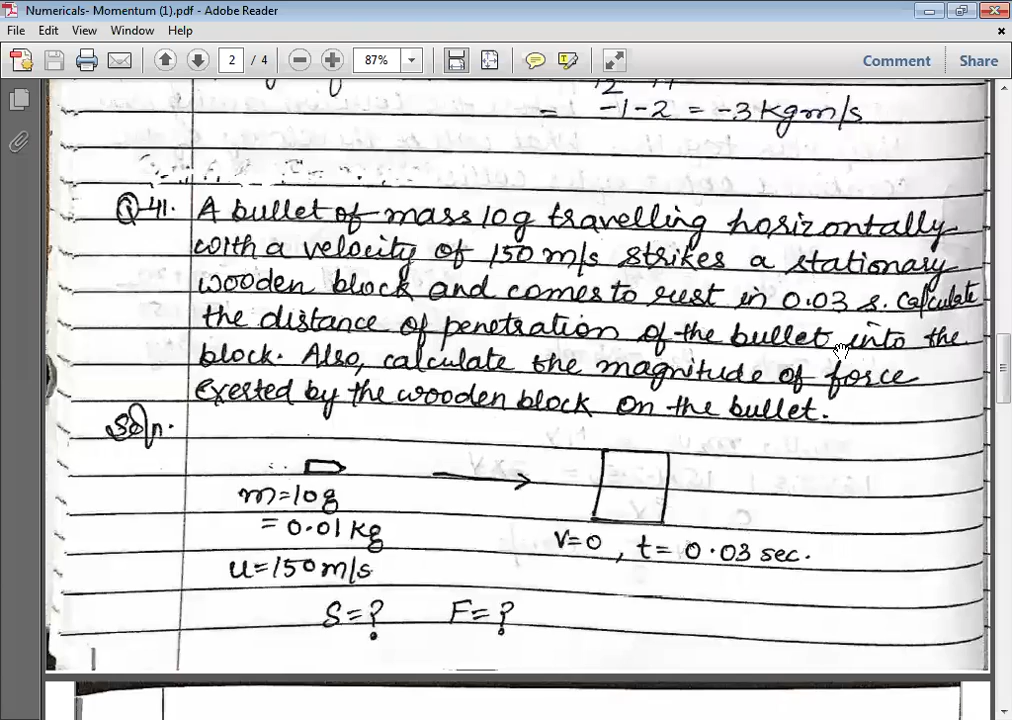 Numericals- Momentum (1).pdf - Adobe Reader
File Edit View Window Help
2 / 4 87% Comment Share
= -1-2 = -3 kgm/s
Q-41. A bullet of mass 10g travelling horizontally
with a velocity of 150 m/s strikes a stationary
wooden block and comes to rest in 0.03 s. Calculate
the distance of penetration of the bullet into the
block. Also, calculate the magnitude of force
exerted by the wooden block on the bullet.
Soln.
m=10g
= 0.01 kg
V=0 , t= 0.03 sec.
u=150m/s
S=? F=?